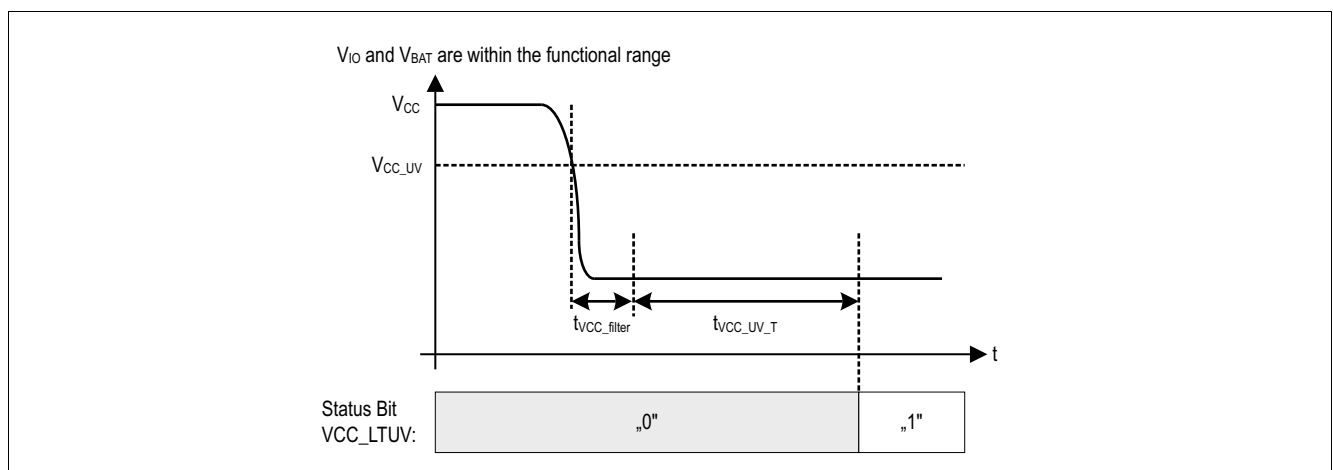 VIO and VBAT are within the functional range
VCC
VCC_UV
tVCC_filter
tVCC_UV_T
t
Status Bit
VCC_LTUV:
„0"
„1"